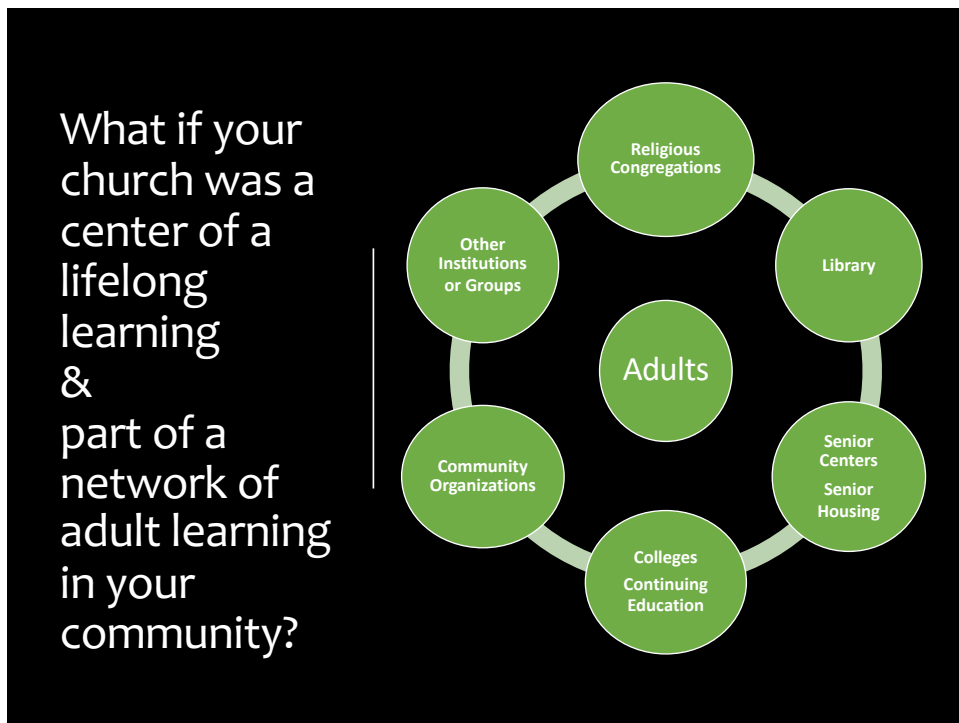 What if your
church was a
center of a
lifelong
learning
&
part of a
network of
adult learning
in your
community?
Religious
Congregations
Library
Senior
Centers
Senior
Housing
Colleges
Continuing
Education
Community
Organizations
Other
Institutions
or Groups
Adults